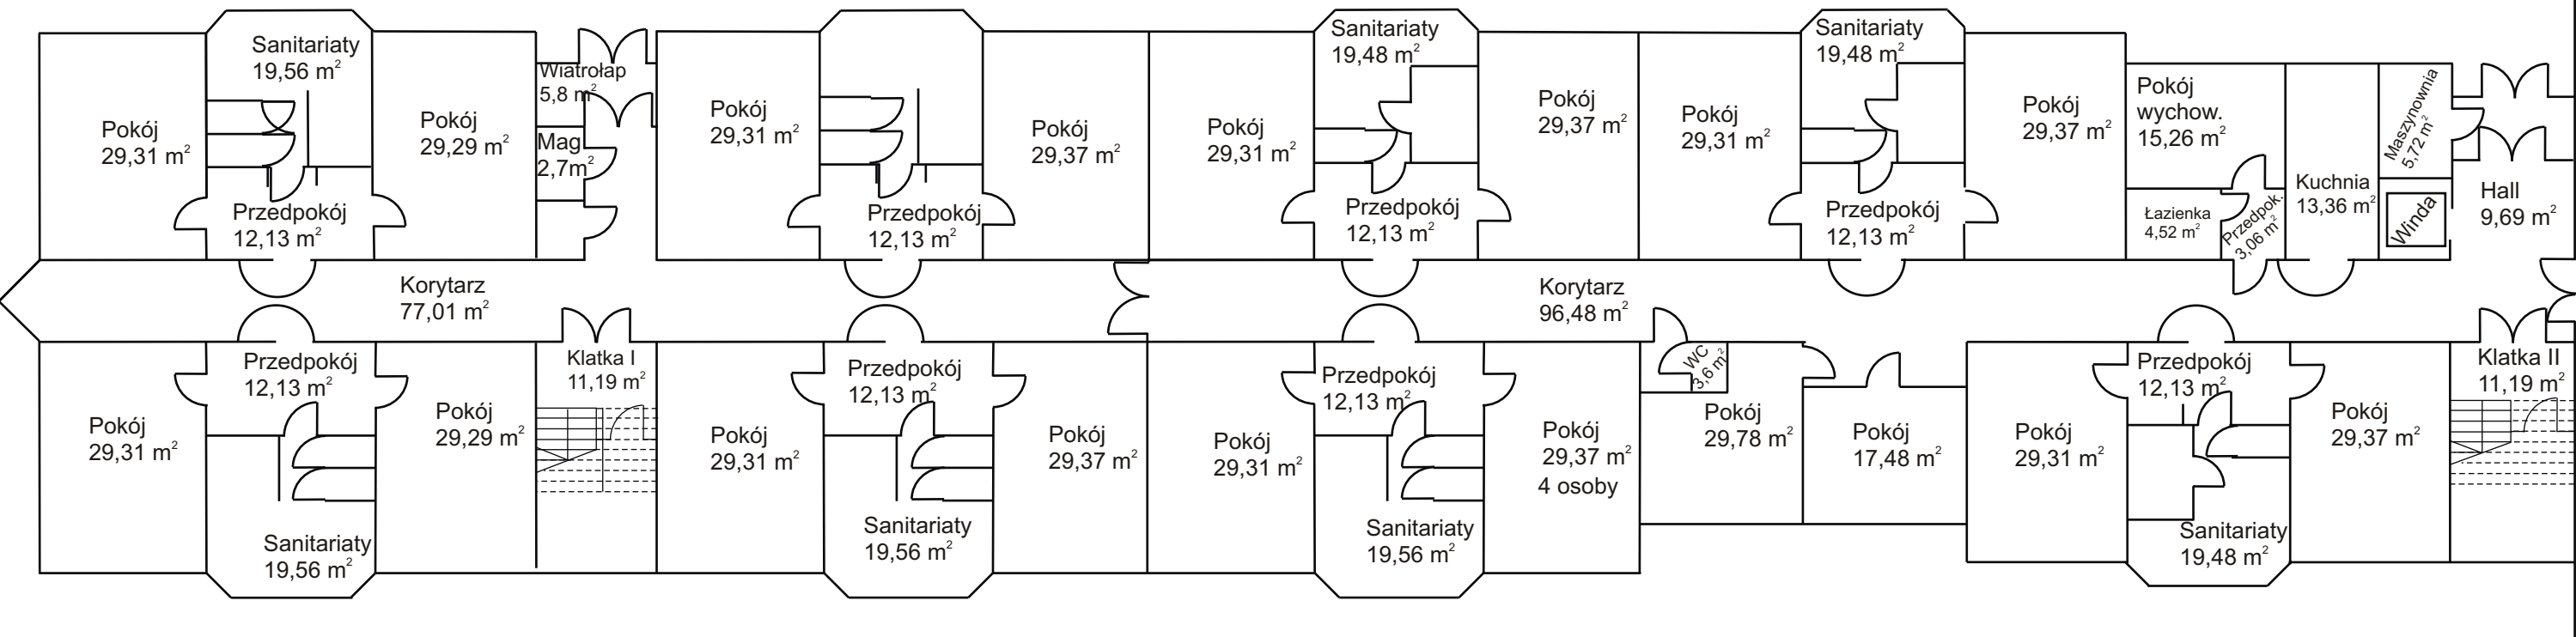 Pokój
29,31 m²
Sanitariaty
19,56 m²
Przedpokój
12,13 m²
Pokój
29,29 m²
Wiatrołap
5,8 m²
Mag
2,7m²
Pokój
29,31 m²
Przedpokój
12,13 m²
Pokój
29,37 m²
Pokój
29,31 m²
Sanitariaty
19,48 m²
Przedpokój
12,13 m²
Pokój
29,37 m²
Pokój
29,31 m²
Sanitariaty
19,48 m²
Przedpokój
12,13 m²
Pokój
29,37 m²
Pokój
wychow.
15,26 m²
Łazienka
4,52 m²
Przedpok.
3,06 m²
Kuchnia
13,36 m²
Maszynownia
5,72 m²
Winda
Hall
9,69 m²
Korytarz
77,01 m²
Korytarz
96,48 m²
Pokój
29,31 m²
Przedpokój
12,13 m²
Sanitariaty
19,56 m²
Pokój
29,29 m²
Klatka I
11,19 m²
Pokój
29,31 m²
Przedpokój
12,13 m²
Sanitariaty
19,56 m²
Pokój
29,37 m²
Pokój
29,31 m²
Przedpokój
12,13 m²
Sanitariaty
19,56 m²
Pokój
29,37 m²
4 osoby
WC
3,6 m²
Pokój
29,78 m²
Pokój
17,48 m²
Pokój
29,31 m²
Przedpokój
12,13 m²
Sanitariaty
19,48 m²
Pokój
29,37 m²
Klatka II
11,19 m²